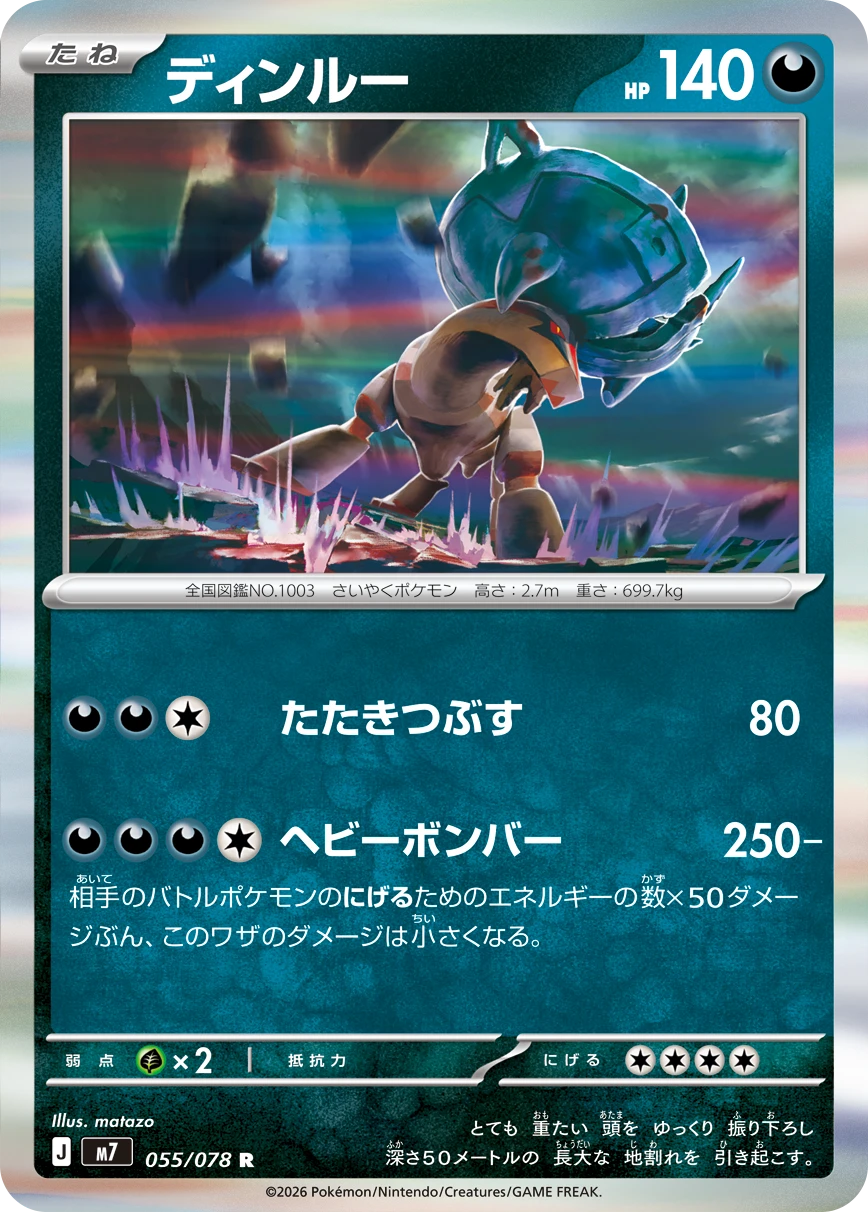 たね
ディンルー
HP 140
全国図鑑NO.1003 さいやくポケモン 高さ：2.7m 重さ：699.7kg
たたきつぶす 80
ヘビーボンバー 250−
相手のバトルポケモンのにげるためのエネルギーの数×50ダメー
ジぶん、このワザのダメージは小さくなる。
弱点 ×2 抵抗力 にげる
Illus. matazo
とても 重たい 頭を ゆっくり 振り下ろし
深さ50メートルの 長大な 地割れを 引き起こす。
J m7 055/078 R
©2026 Pokémon/Nintendo/Creatures/GAME FREAK.